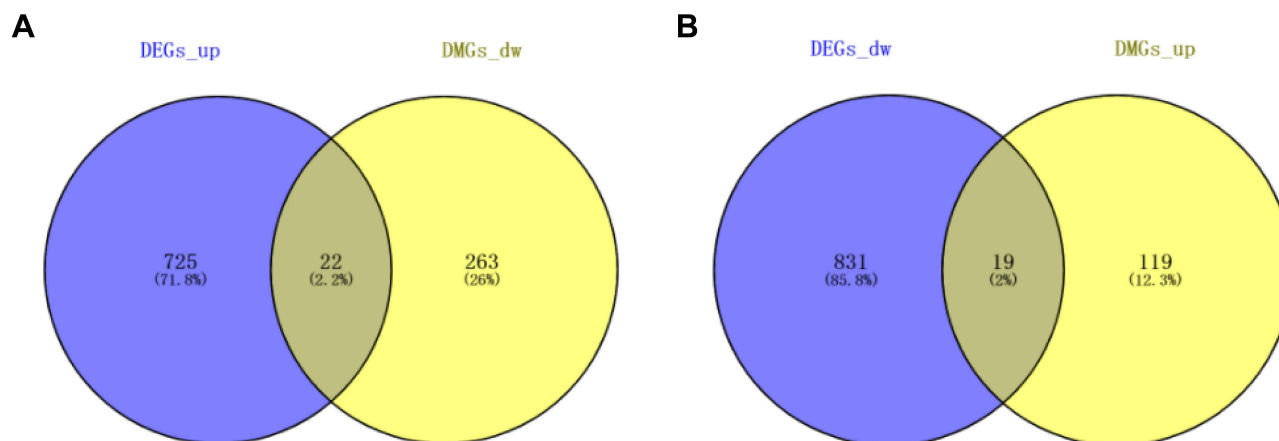 A
B
DEGs_up
DMGs_dw
DEGs_dw
DMGs_up
725
(71.8%)
22
(2.2%)
263
(26%)
831
(85.8%)
19
(2%)
119
(12.3%)